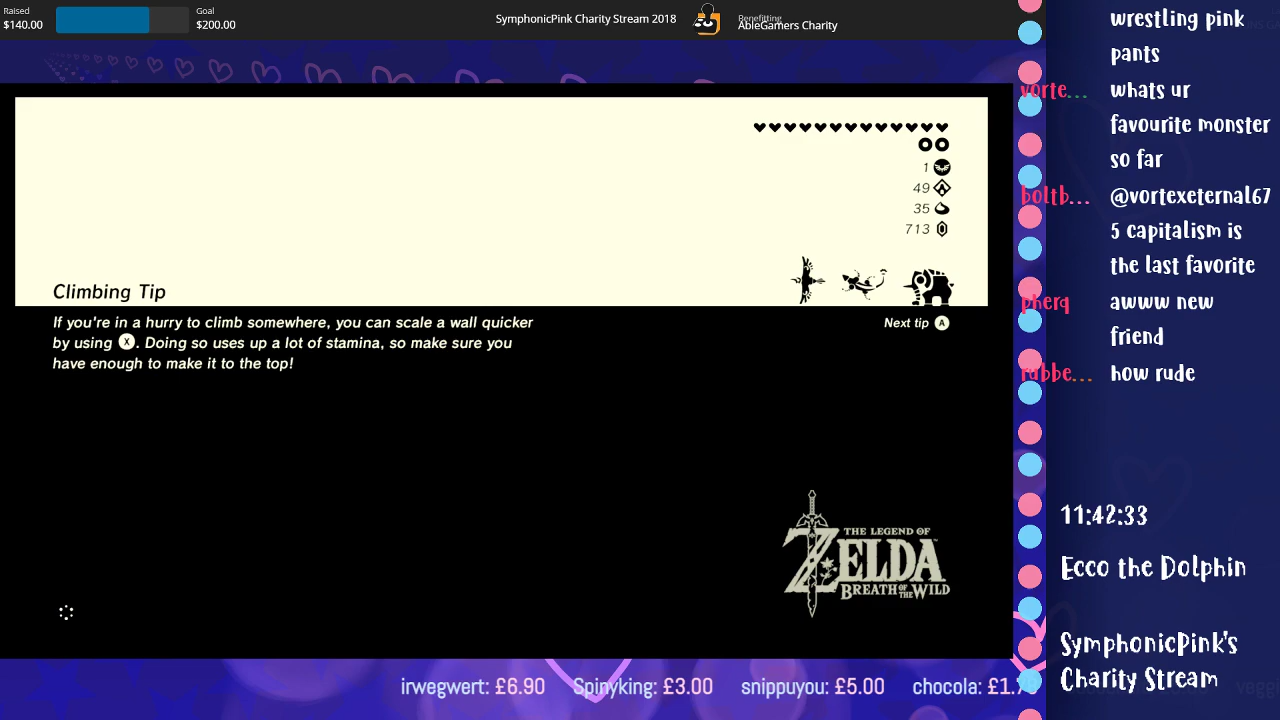 Raised
$140.00
Goal
$200.00
SymphonicPink Charity Stream 2018
Benefitting
AbleGamers Charity
1
49
35
713
Climbing Tip
If you're in a hurry to climb somewhere, you can scale a wall quicker
by using X. Doing so uses up a lot of stamina, so make sure you
have enough to make it to the top!
Next tip A
THE LEGEND OF
ZELDA
BREATH OF THE WILD
wrestling pink
pants
vorte... whats ur
favourite monster
so far
boltb... @vortexeternal67
5 capitalism is
the last favorite
pherq awww new
friend
rubbe... how rude
11:42:33
Ecco the Dolphin
SymphonicPink's
Charity Stream
irwegwert: £6.90 Spinyking: £3.00 snippuyou: £5.00 chocola: